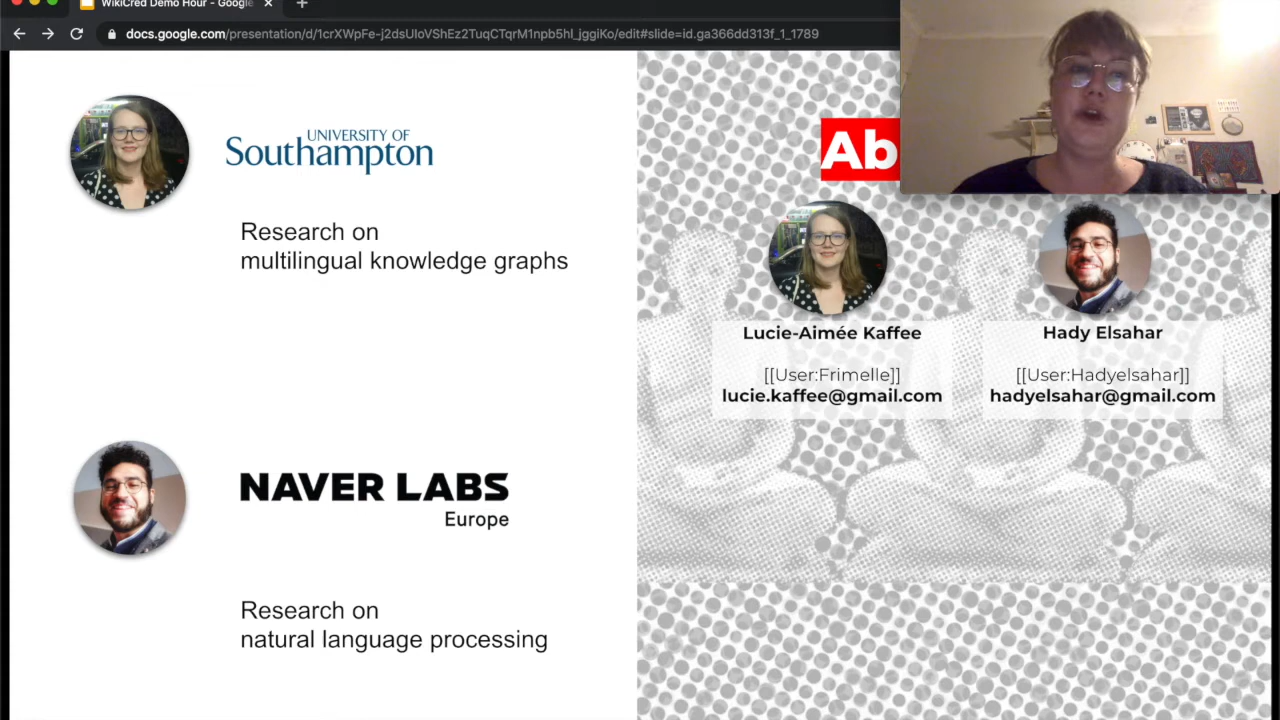 WikiCred Demo Hour - Google
docs.google.com/presentation/d/1crXWpFe-j2dsUIoVShEz2TuqCTqrM1npb5hl_jggiKo/edit#slide=id.ga366dd313f_1_1789
UNIVERSITY OF
Southampton
Research on
multilingual knowledge graphs
NAVER LABS
Europe
Research on
natural language processing
Ab
Lucie-Aimée Kaffee
[[User:Frimelle]]
lucie.kaffee@gmail.com
Hady Elsahar
[[User:Hadyelsahar]]
hadyelsahar@gmail.com